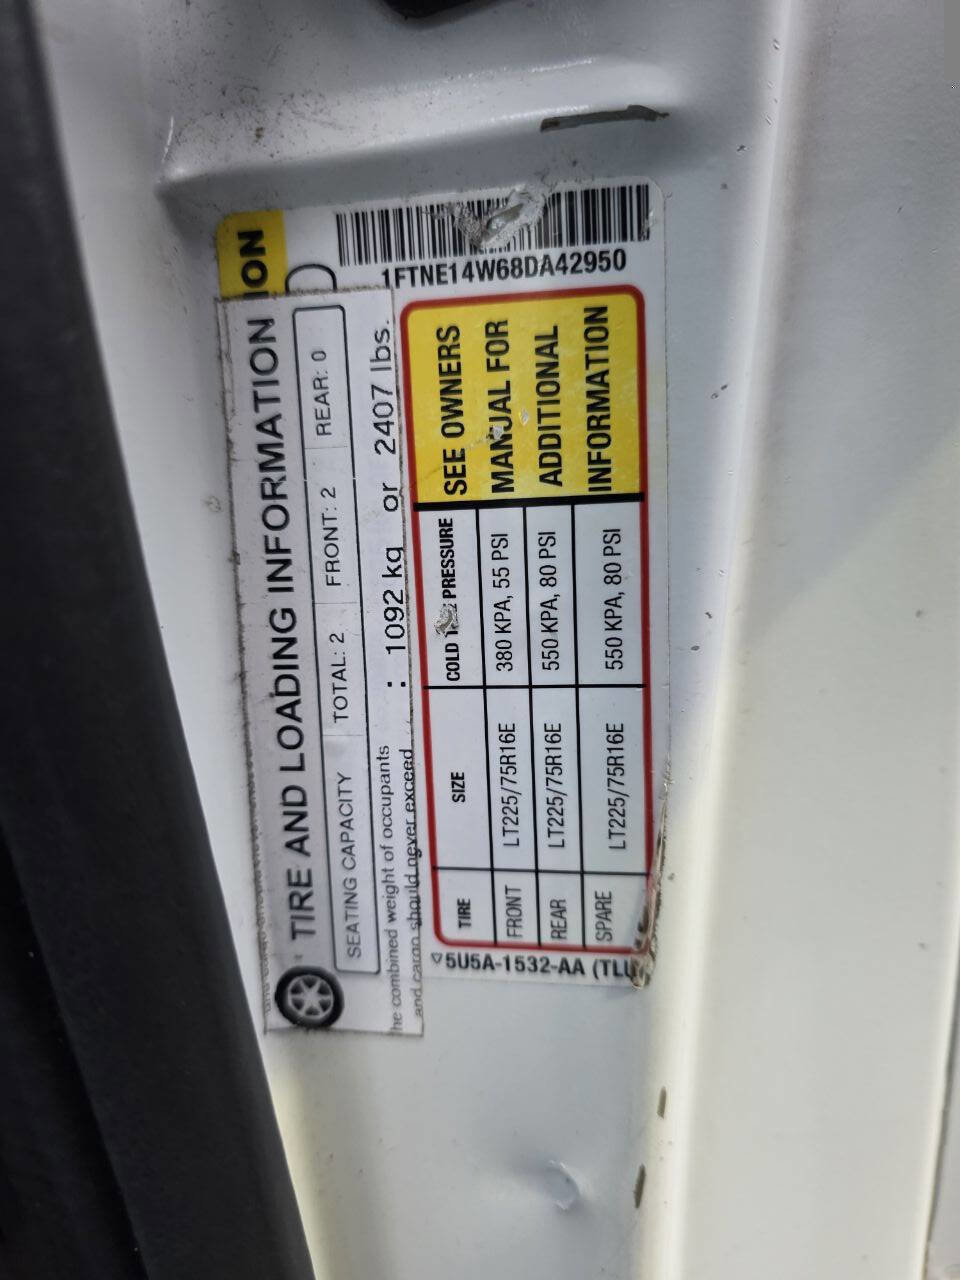 ION
1FTNE14W68DA42950
TIRE AND LOADING INFORMATION
SEATING CAPACITY TOTAL: 2 FRONT: 2 REAR: 0
he combined weight of occupants
and cargo should never exceed : 1092 kg or 2407 lbs.
TIRE SIZE COLD PRESSURE
FRONT LT225/75R16E 380 KPA, 55 PSI
REAR LT225/75R16E 550 KPA, 80 PSI
SPARE LT225/75R16E 550 KPA, 80 PSI
SEE OWNERS
MANUAL FOR
ADDITIONAL
INFORMATION
5U5A-1532-AA (TLU